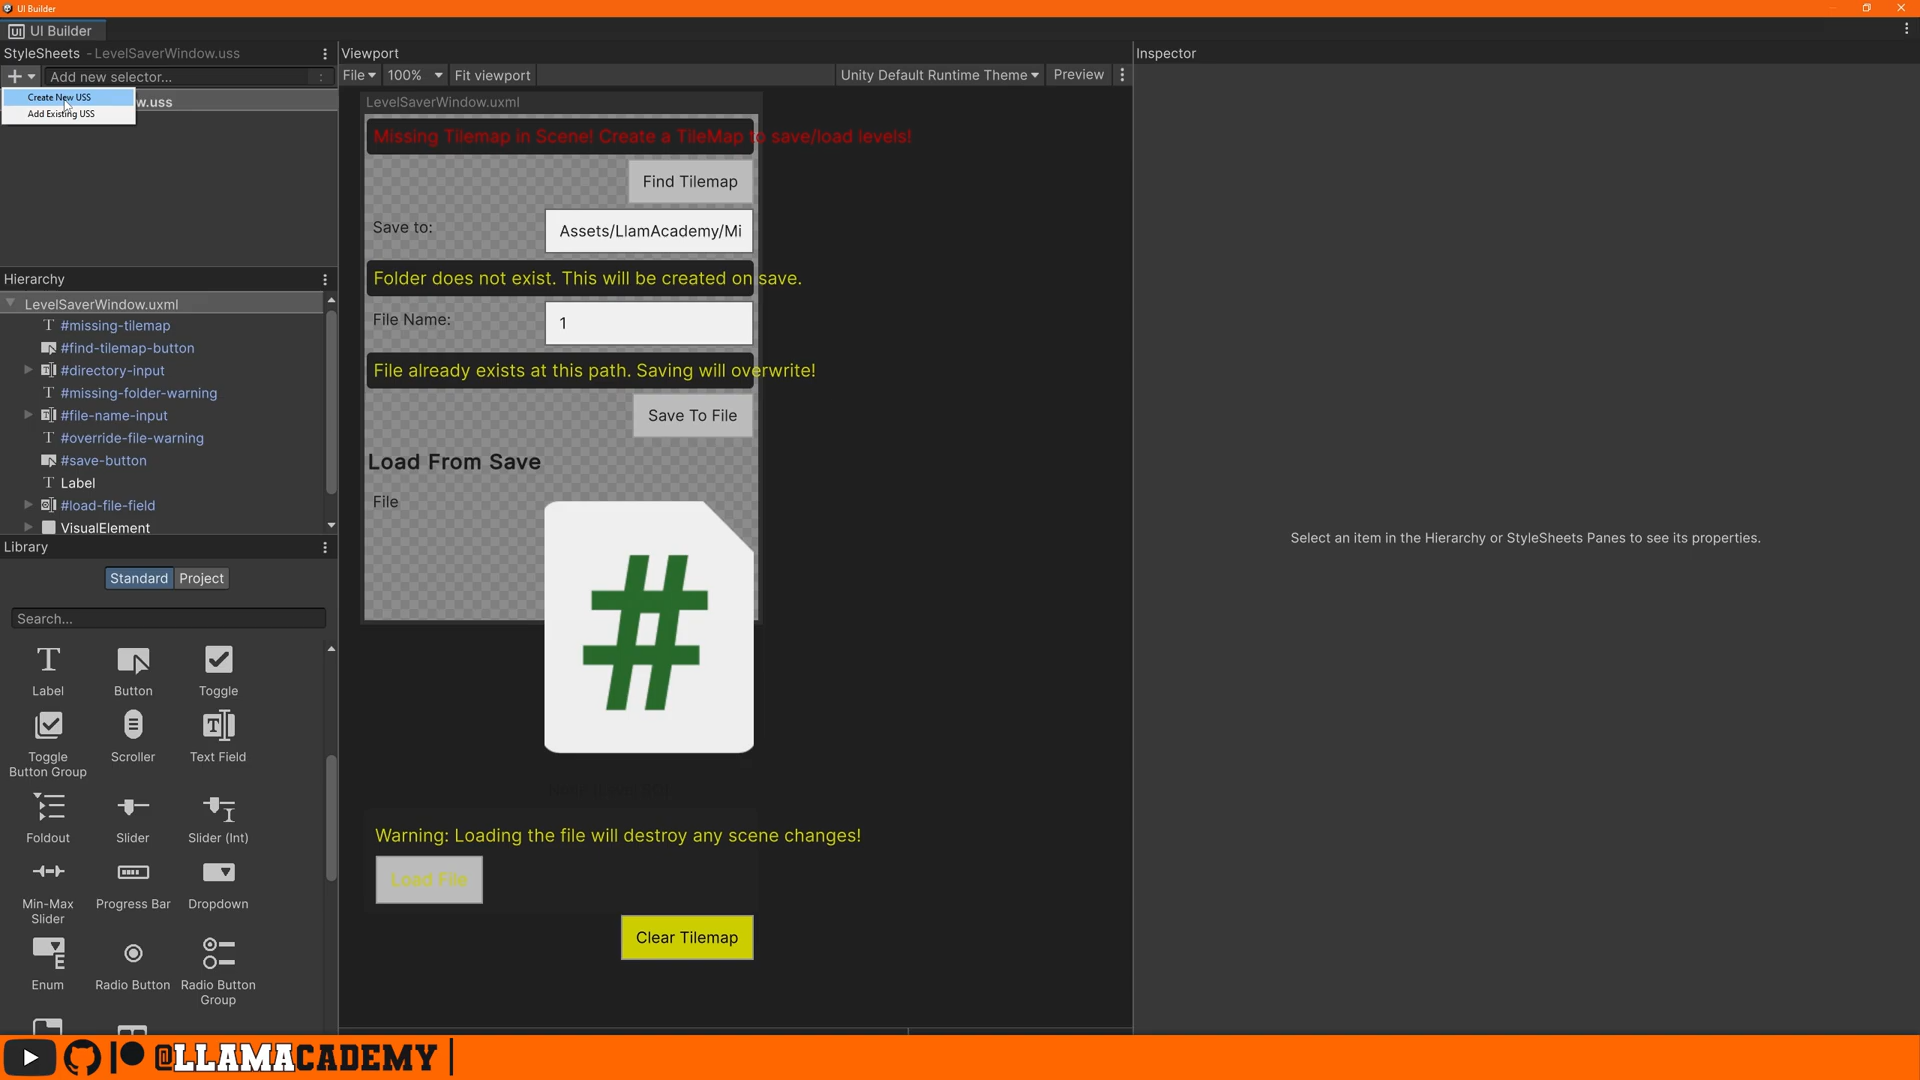 UI Builder
UI Builder
StyleSheets - LevelSaverWindow.uss
Add new selector...
Create New USS
w.uss
Add Existing USS
Viewport
File 100% Fit viewport
Unity Default Runtime Theme Preview
Inspector
LevelSaverWindow.uxml
Missing Tilemap in Scene! Create a TileMap to save/load levels!
Find Tilemap
Save to: Assets/LlamAcademy/Mi
Folder does not exist. This will be created on save.
File Name: 1
File already exists at this path. Saving will overwrite!
Save To File
Load From Save
File
#
Warning: Loading the file will destroy any scene changes!
Load File
Clear Tilemap
Select an item in the Hierarchy or StyleSheets Panes to see its properties.
Hierarchy
LevelSaverWindow.uxml
#missing-tilemap
#find-tilemap-button
#directory-input
#missing-folder-warning
#file-name-input
#override-file-warning
#save-button
Label
#load-file-field
VisualElement
Library
Standard Project
Search...
Label Button Toggle
Toggle Button Group Scroller Text Field
Foldout Slider Slider (Int)
Min-Max Slider Progress Bar Dropdown
Enum Radio Button Radio Button Group
@LLAMACADEMY